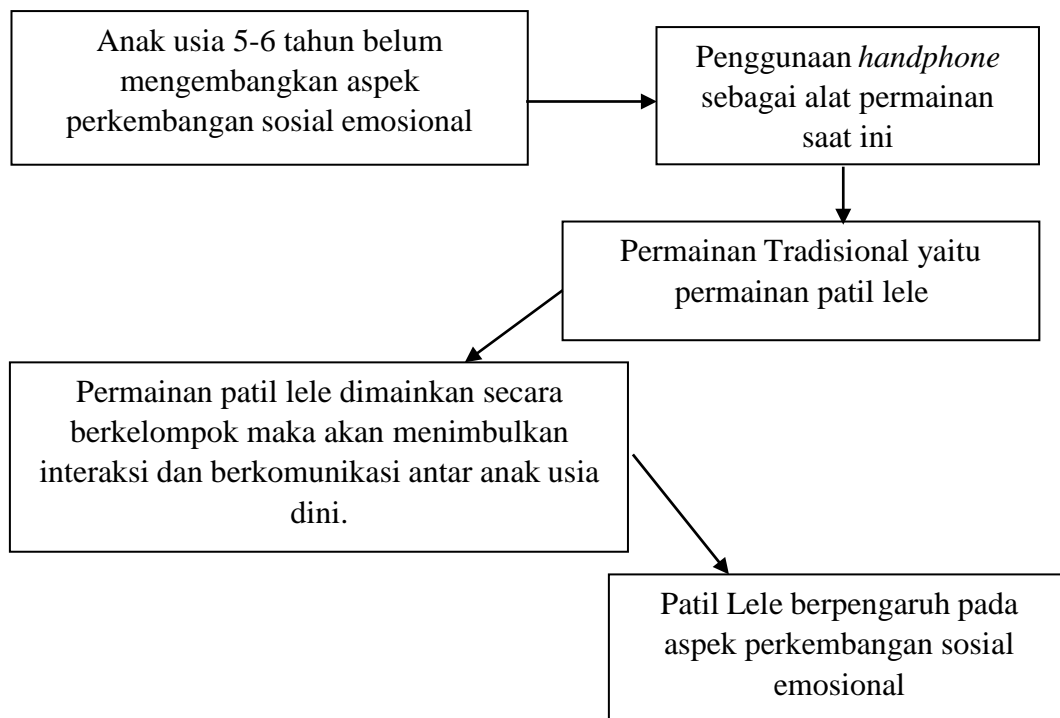 Anak usia 5-6 tahun belum
mengembangkan aspek
perkembangan sosial emosional
Penggunaan handphone
sebagai alat permainan
saat ini
Permainan Tradisional yaitu
permainan patil lele
Permainan patil lele dimainkan secara
berkelompok maka akan menimbulkan
interaksi dan berkomunikasi antar anak usia
dini.
Patil Lele berpengaruh pada
aspek perkembangan sosial
emosional